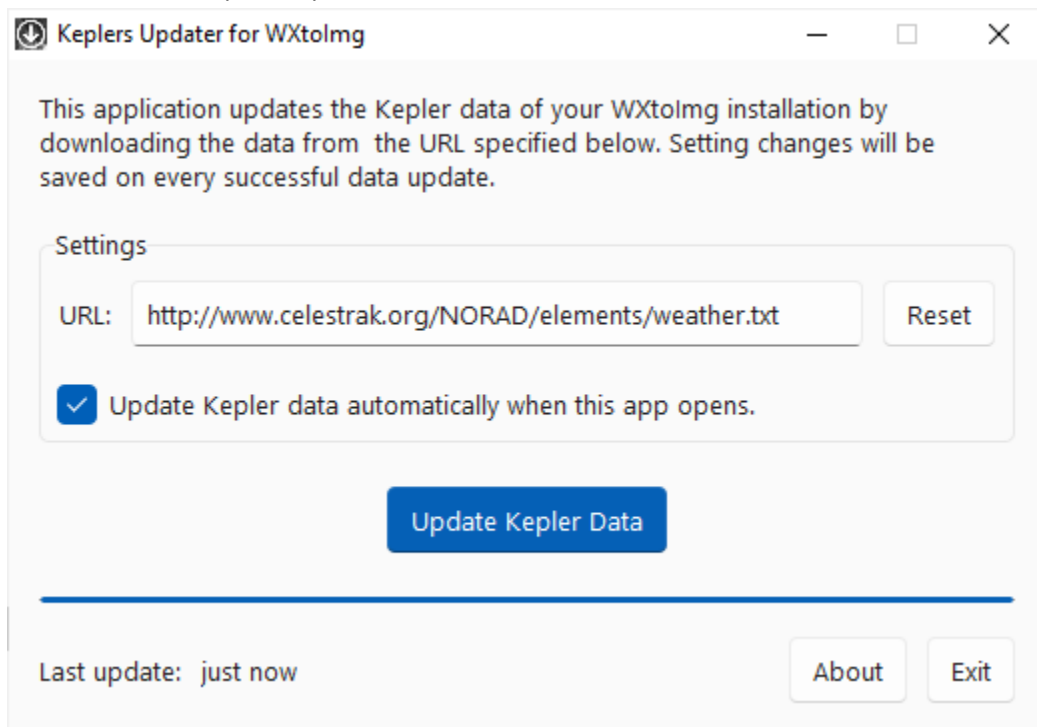 Keplers Updater for WXtoImg
This application updates the Kepler data of your WXtoImg installation by
downloading the data from  the URL specified below. Setting changes will be
saved on every successful data update.
Settings
URL: http://www.celestrak.org/NORAD/elements/weather.txt Reset
Update Kepler data automatically when this app opens.
Update Kepler Data
Last update: just now About Exit